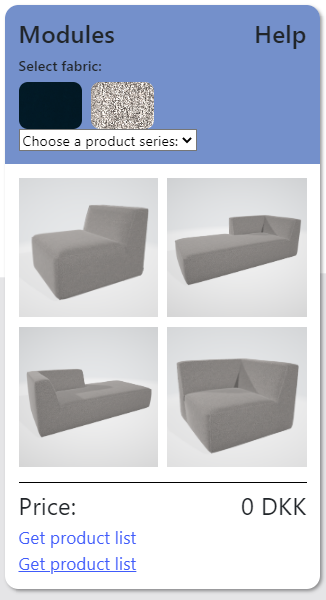 Modules Help
Select fabric:
Choose a product series:
Price: 0 DKK
Get product list
Get product list